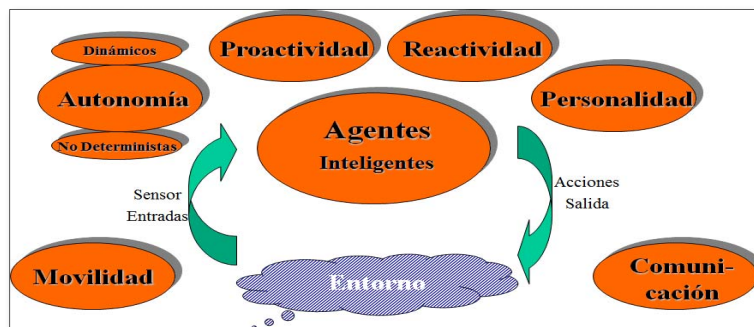 Dinámicos
Proactividad
Reactividad
Autonomía
Personalidad
No Deterministas
Agentes
Inteligentes
Sensor
Entradas
Acciones
Salida
Movilidad
Entorno
Comuni-
cación